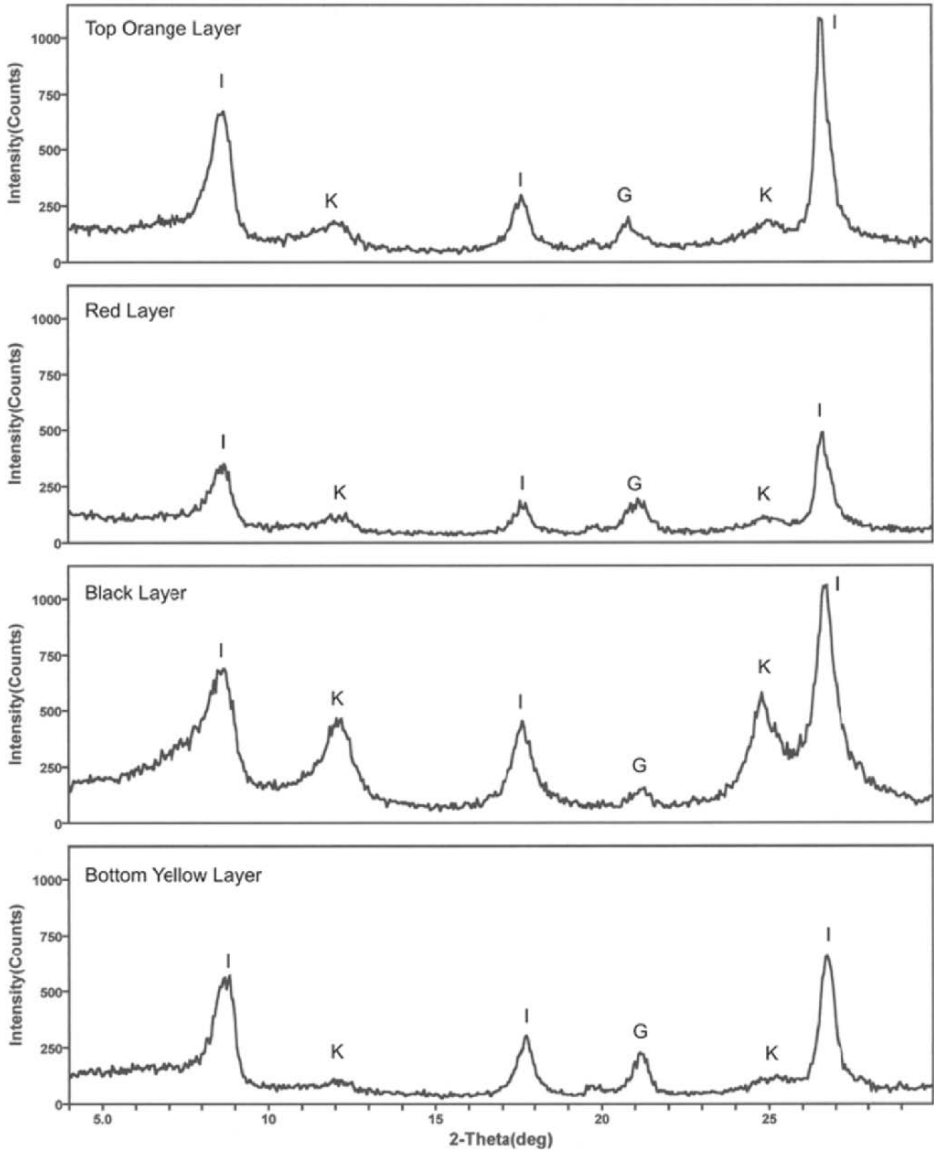 Top Orange Layer
Intensity(Counts)
1000
750
500
250
0
I
K
I
G
K
I
Red Layer
Intensity(Counts)
1000
750
500
250
0
I
K
I
G
K
I
Black Layer
Intensity(Counts)
1000
750
500
250
0
I
K
I
G
K
I
Bottom Yellow Layer
Intensity(Counts)
1000
750
500
250
0
I
K
I
G
K
I
5.0 10 15 20 25
2-Theta(deg)